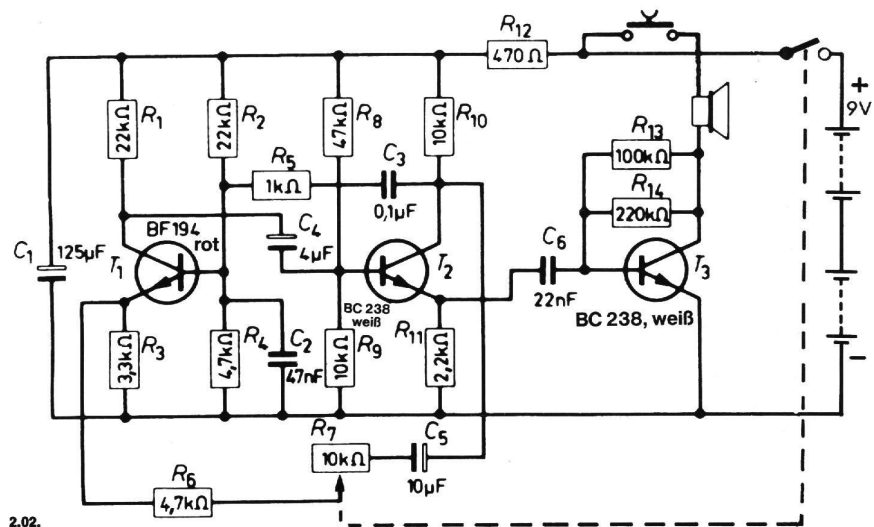 R12
470 Ω
+
9V
R1
22kΩ
R2
22kΩ
R8
47kΩ
R10
10kΩ
R13
100kΩ
R5
1kΩ
C3
0,1µF
R14
220kΩ
C1
125µF
BF194
rot
T1
C4
4µF
T2
BC 238
weiß
C6
22nF
T3
BC 238, weiß
R3
3,3kΩ
R4
4,7kΩ
C2
47nF
R9
10kΩ
R11
2,2kΩ
–
R7
10kΩ
C5
10µF
R6
4,7kΩ
2.02.